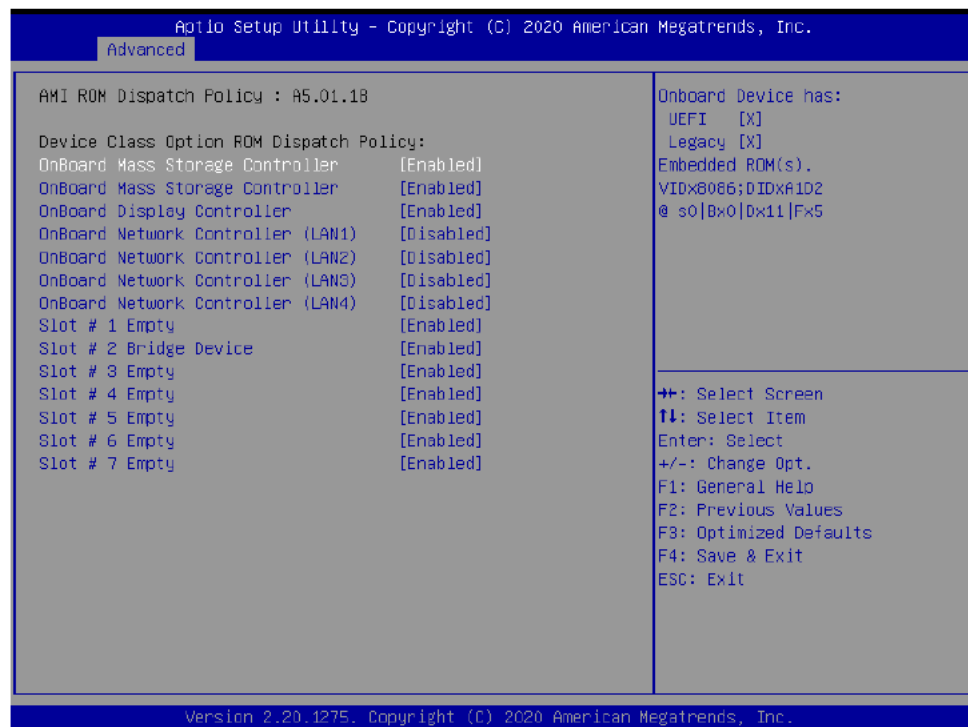 Aptio Setup Utility - Copyright (C) 2020 American Megatrends, Inc.
Advanced
AMI ROM Dispatch Policy : A5.01.18
Device Class Option ROM Dispatch Policy:
OnBoard Mass Storage Controller [Enabled]
OnBoard Mass Storage Controller [Enabled]
OnBoard Display Controller [Enabled]
OnBoard Network Controller (LAN1) [Disabled]
OnBoard Network Controller (LAN2) [Disabled]
OnBoard Network Controller (LAN3) [Disabled]
OnBoard Network Controller (LAN4) [Disabled]
Slot # 1 Empty [Enabled]
Slot # 2 Bridge Device [Enabled]
Slot # 3 Empty [Enabled]
Slot # 4 Empty [Enabled]
Slot # 5 Empty [Enabled]
Slot # 6 Empty [Enabled]
Slot # 7 Empty [Enabled]
Onboard Device has:
UEFI [X]
Legacy [X]
Embedded ROM(s).
VIDx8086;DIDxA1D2
@ s0|Bx0|Dx11|Fx5
→←: Select Screen
↑↓: Select Item
Enter: Select
+/-: Change Opt.
F1: General Help
F2: Previous Values
F3: Optimized Defaults
F4: Save & Exit
ESC: Exit
Version 2.20.1275. Copyright (C) 2020 American Megatrends, Inc.